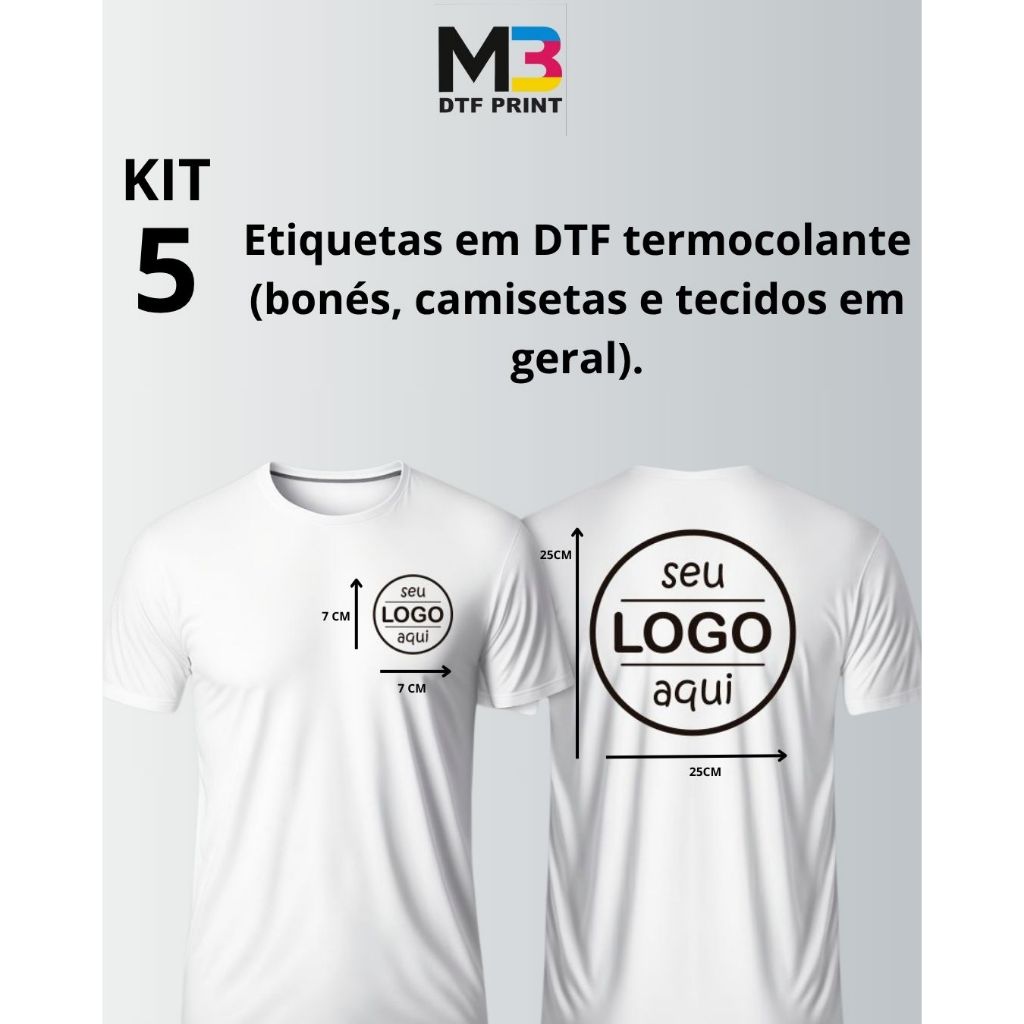 M3
DTF PRINT
KIT
5
Etiquetas em DTF termocolante
(bonés, camisetas e tecidos em
geral).
7 CM
seu
LOGO
aqui
7 CM
25CM
seu
LOGO
aqui
25CM